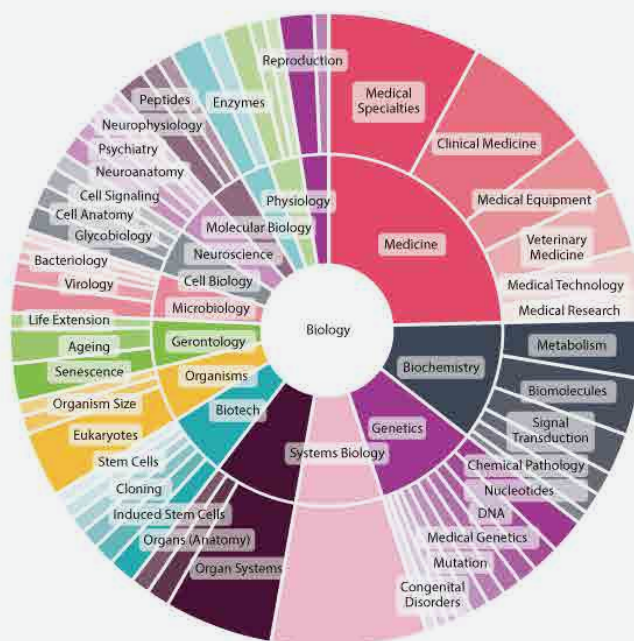 Reproduction
Medical
Specialties
Peptides
Enzymes
Neurophysiology
Clinical Medicine
Psychiatry
Neuroanatomy
Cell Signaling
Medical Equipment
Physiology
Cell Anatomy
Molecular Biology
Glycobiology
Neuroscience
Medicine
Veterinary
Medicine
Bacteriology
Cell Biology
Virology
Medical Technology
Microbiology
Medical Research
Life Extension
Biology
Ageing
Gerontology
Metabolism
Senescence
Organisms
Biochemistry
Biomolecules
Organism Size
Biotech
Eukaryotes
Genetics
Signal
Transduction
Stem Cells
Systems Biology
Chemical Pathology
Cloning
Nucleotides
Induced Stem Cells
DNA
Organs (Anatomy)
Medical Genetics
Organ Systems
Mutation
Congenital
Disorders